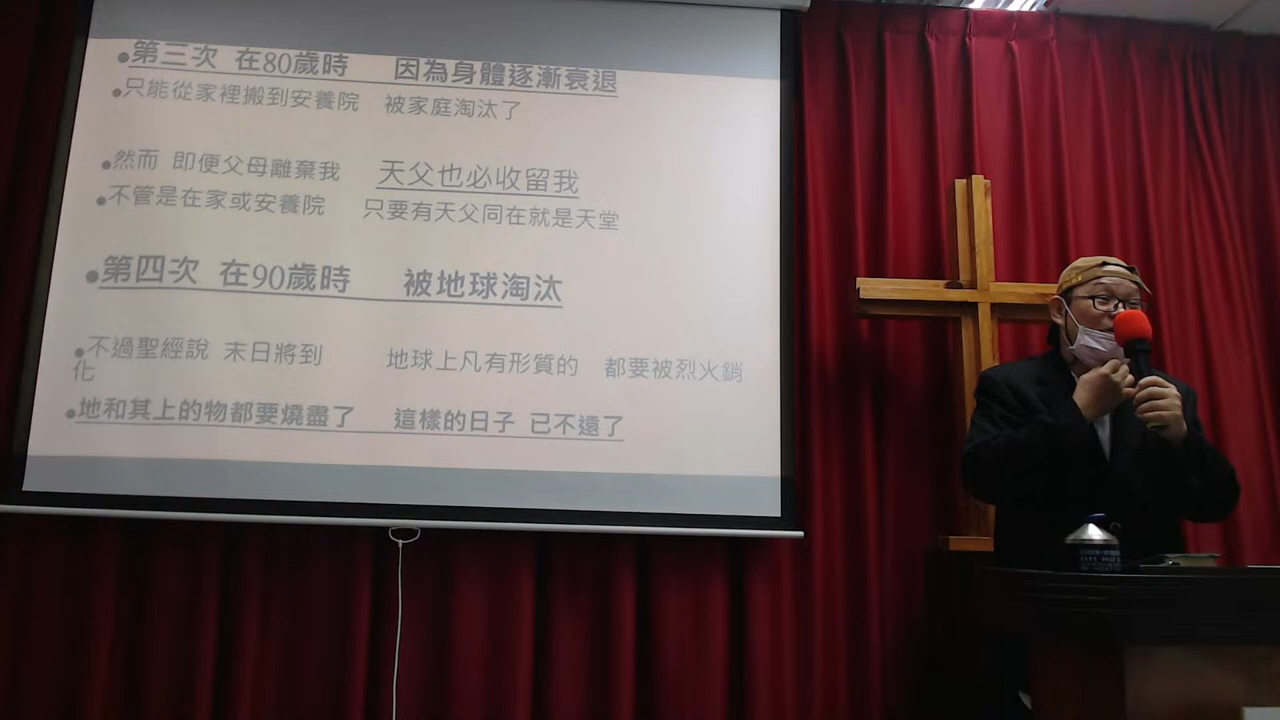 •第三次 在80歲時 因為身體逐漸衰退
•只能從家裡搬到安養院 被家庭淘汰了
•然而 即便父母離棄我 天父也必收留我
•不管是在家或安養院 只要有天父同在就是天堂
•第四次 在90歲時 被地球淘汰
•不過聖經說 末日將到 地球上凡有形質的 都要被烈火銷
化
•地和其上的物都要燒盡了 這樣的日子 已不遠了